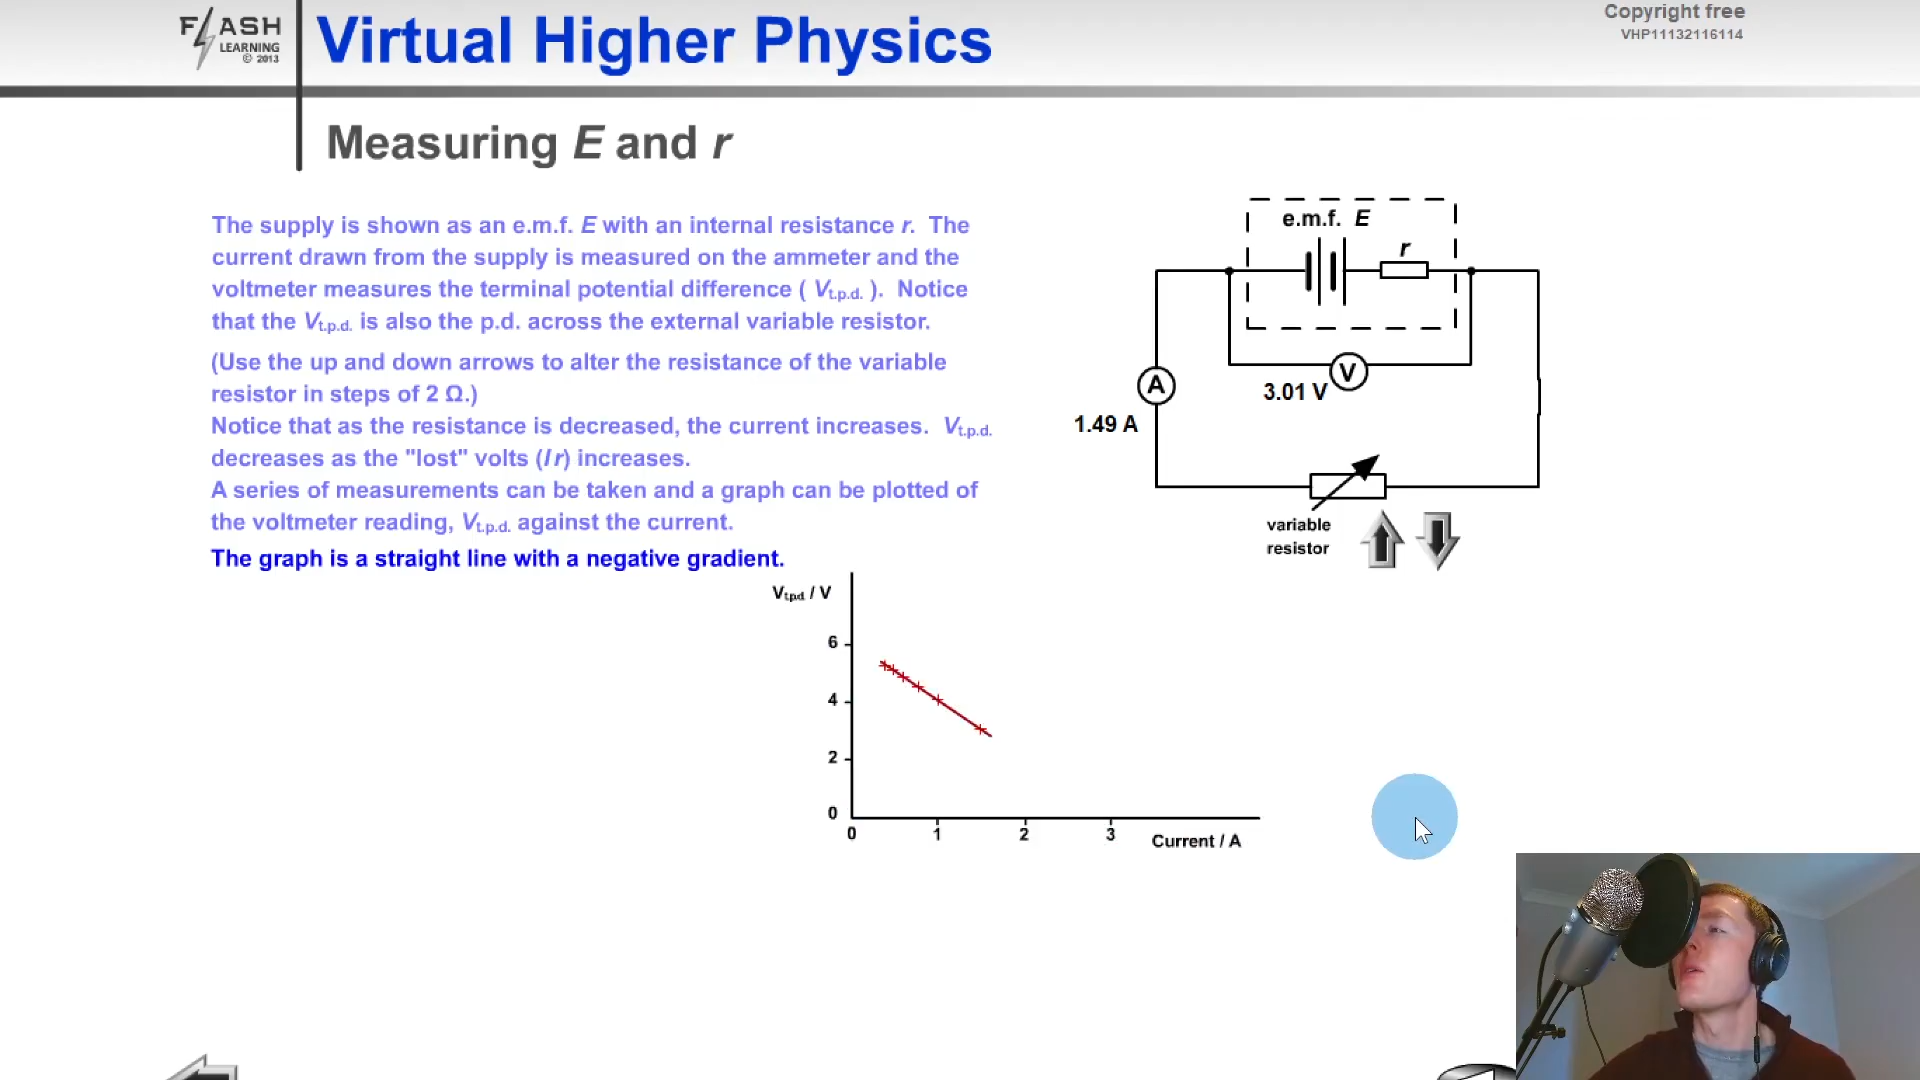 FLASH
LEARNING
© 2013
Virtual Higher Physics
Copyright free
VHP11132116114
Measuring E and r
The supply is shown as an e.m.f. E with an internal resistance r. The
current drawn from the supply is measured on the ammeter and the
voltmeter measures the terminal potential difference ( Vt.p.d. ). Notice
that the Vt.p.d. is also the p.d. across the external variable resistor.
(Use the up and down arrows to alter the resistance of the variable
resistor in steps of 2 Ω.)
Notice that as the resistance is decreased, the current increases. Vt.p.d.
decreases as the "lost" volts (I r) increases.
A series of measurements can be taken and a graph can be plotted of
the voltmeter reading, Vt.p.d. against the current.
The graph is a straight line with a negative gradient.
e.m.f. E
r
V
3.01 V
A
1.49 A
variable
resistor
Vt.p.d. / V
6
4
2
0
0 1 2 3
Current / A